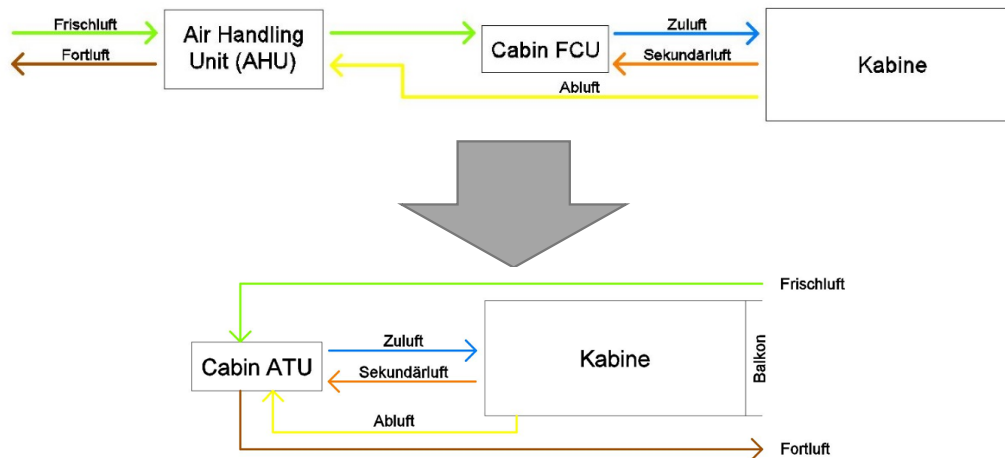 Frischluft
Fortluft
Air Handling
Unit (AHU)
Cabin FCU
Zuluft
Sekundärluft
Abluft
Kabine
Frischluft
Cabin ATU
Zuluft
Sekundärluft
Abluft
Kabine
Balkon
Fortluft